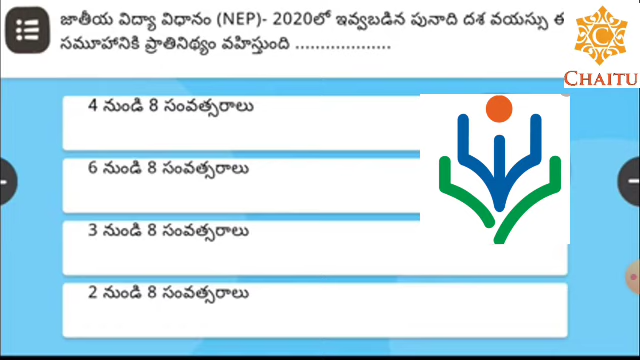 జాతీయ విద్యా విధానం (NEP)- 2020లో ఇవ్వబడిన పునాది దశ వయస్సు ఈ
సమూహానికి ప్రాతినిథ్యం వహిస్తుంది ...................
CHAITU
4 నుండి 8 సంవత్సరాలు
6 నుండి 8 సంవత్సరాలు
3 నుండి 8 సంవత్సరాలు
2 నుండి 8 సంవత్సరాలు